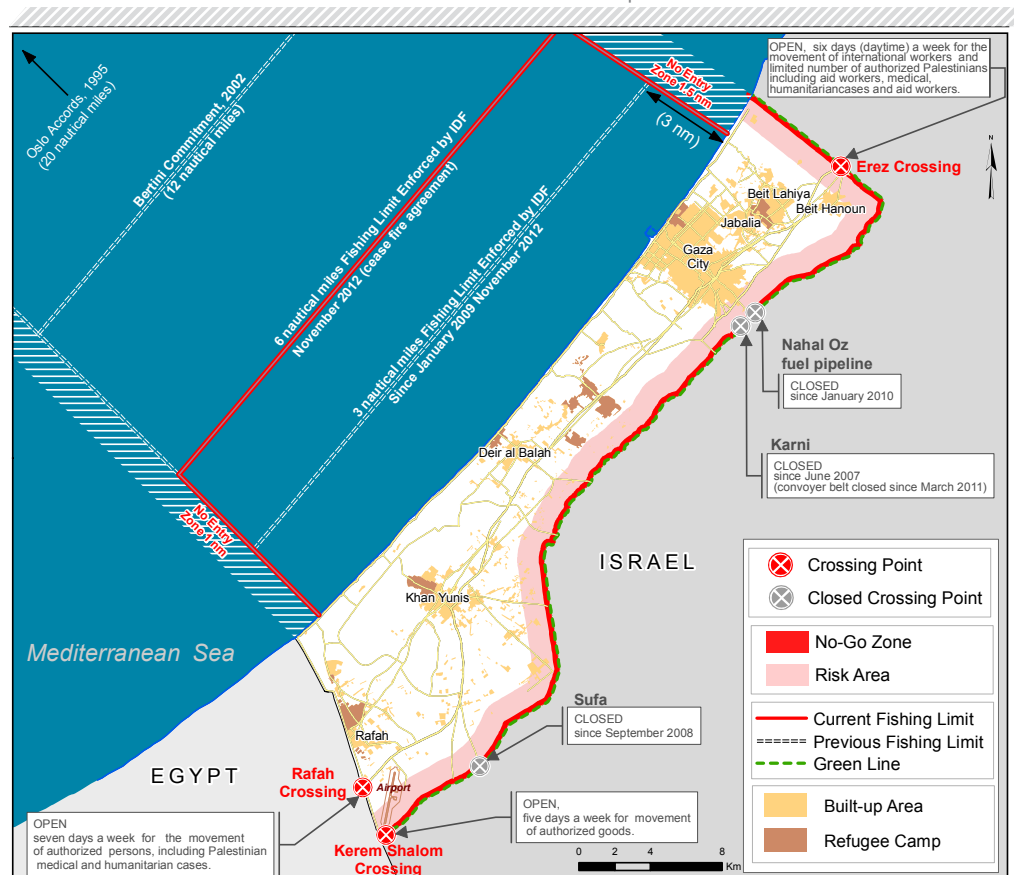 OPEN, six days (daytime) a week for the
movement of international workers and
limited number of authorized Palestinians
including aid workers, medical,
humanitariancases and aid workers.
Oslo Accords, 1995
(20 nautical miles)
Bertini Commitment, 2002
(12 nautical miles)
6 nautical miles Fishing Limit Enforced by IDF
November 2012 (cease fire agreement)
3 nautical miles Fishing Limit Enforced by IDF
Since January 2009 November 2012
No Entry
Zone 1.5 nm
(3 nm)
N
Erez Crossing
Beit Lahiya
Beit Hanoun
Jabalia
Gaza
City
Nahal Oz
fuel pipeline
CLOSED
since January 2010
Karni
CLOSED
since June 2007
(convoyer belt closed since March 2011)
Deir al Balah
No Entry
Zone 1 nm
ISRAEL
Khan Yunis
Mediterranean Sea
Sufa
CLOSED
since September 2008
Rafah
EGYPT
Rafah
Crossing
Airport
OPEN
seven days a week for the movement
of authorized persons, including Palestinian
medical and humanitarian cases.
Kerem Shalom
Crossing
OPEN,
five days a week for movement
of authorized goods.
0 2 4 8
Km
Crossing Point
Closed Crossing Point
No-Go Zone
Risk Area
Current Fishing Limit
Previous Fishing Limit
Green Line
Built-up Area
Refugee Camp